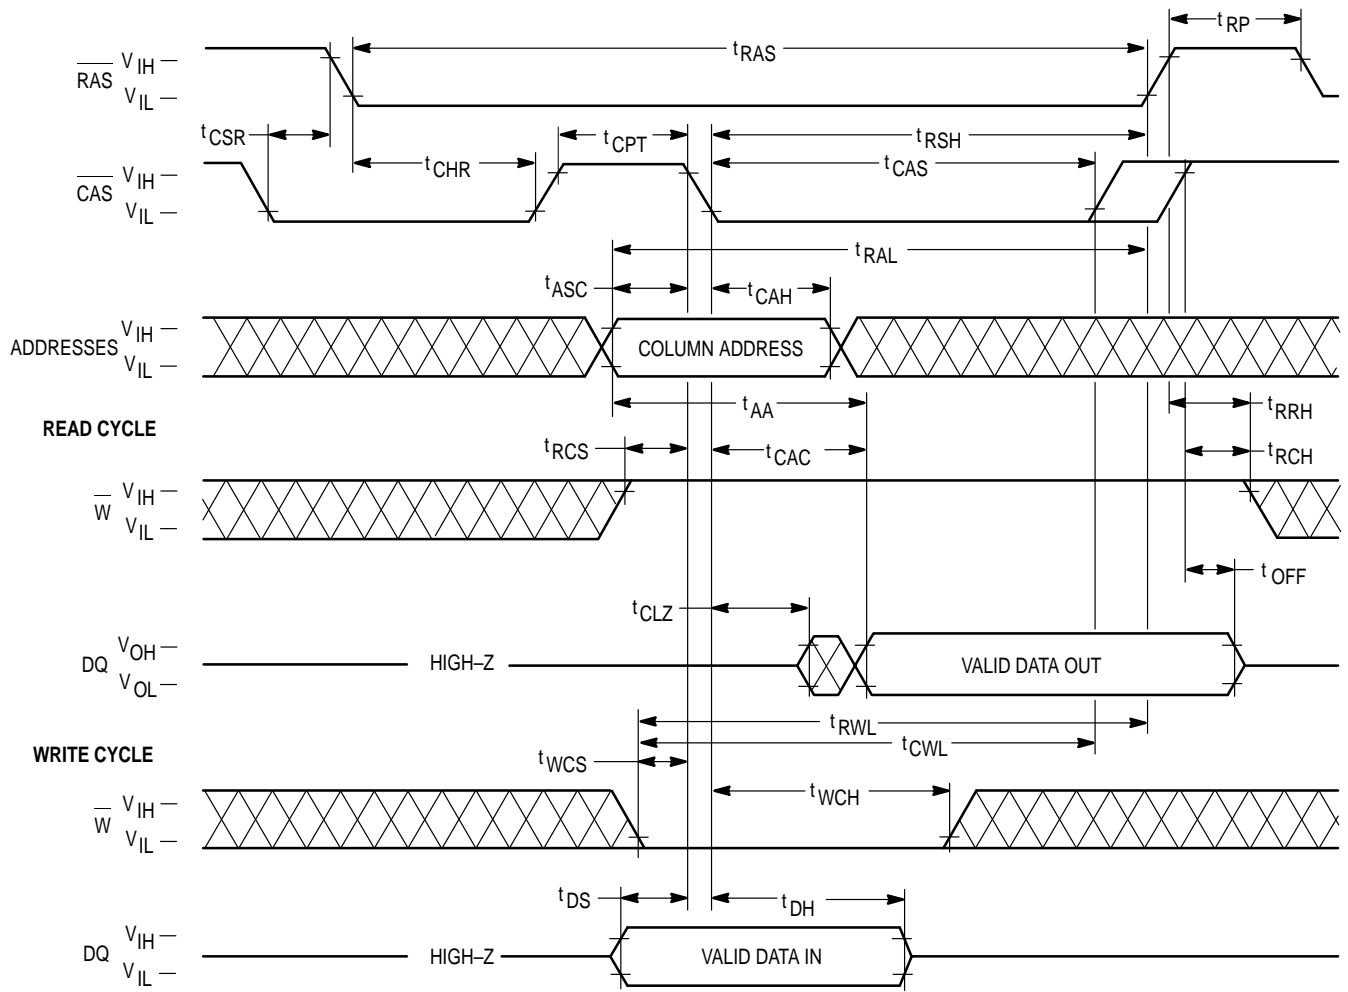 tRP
tRAS
RAS VIH
VIL
tCSR
tCPT
tRSH
tCHR
tCAS
CAS VIH
VIL
tRAL
tASC
tCAH
ADDRESSES VIH
VIL
COLUMN ADDRESS
tAA
tRRH
READ CYCLE
tRCS
tCAC
tRCH
W VIH
VIL
tOFF
tCLZ
DQ VOH
VOL
HIGH–Z
VALID DATA OUT
tRWL
tCWL
WRITE CYCLE
tWCS
tWCH
W VIH
VIL
tDS
tDH
DQ VIH
VIL
HIGH–Z
VALID DATA IN